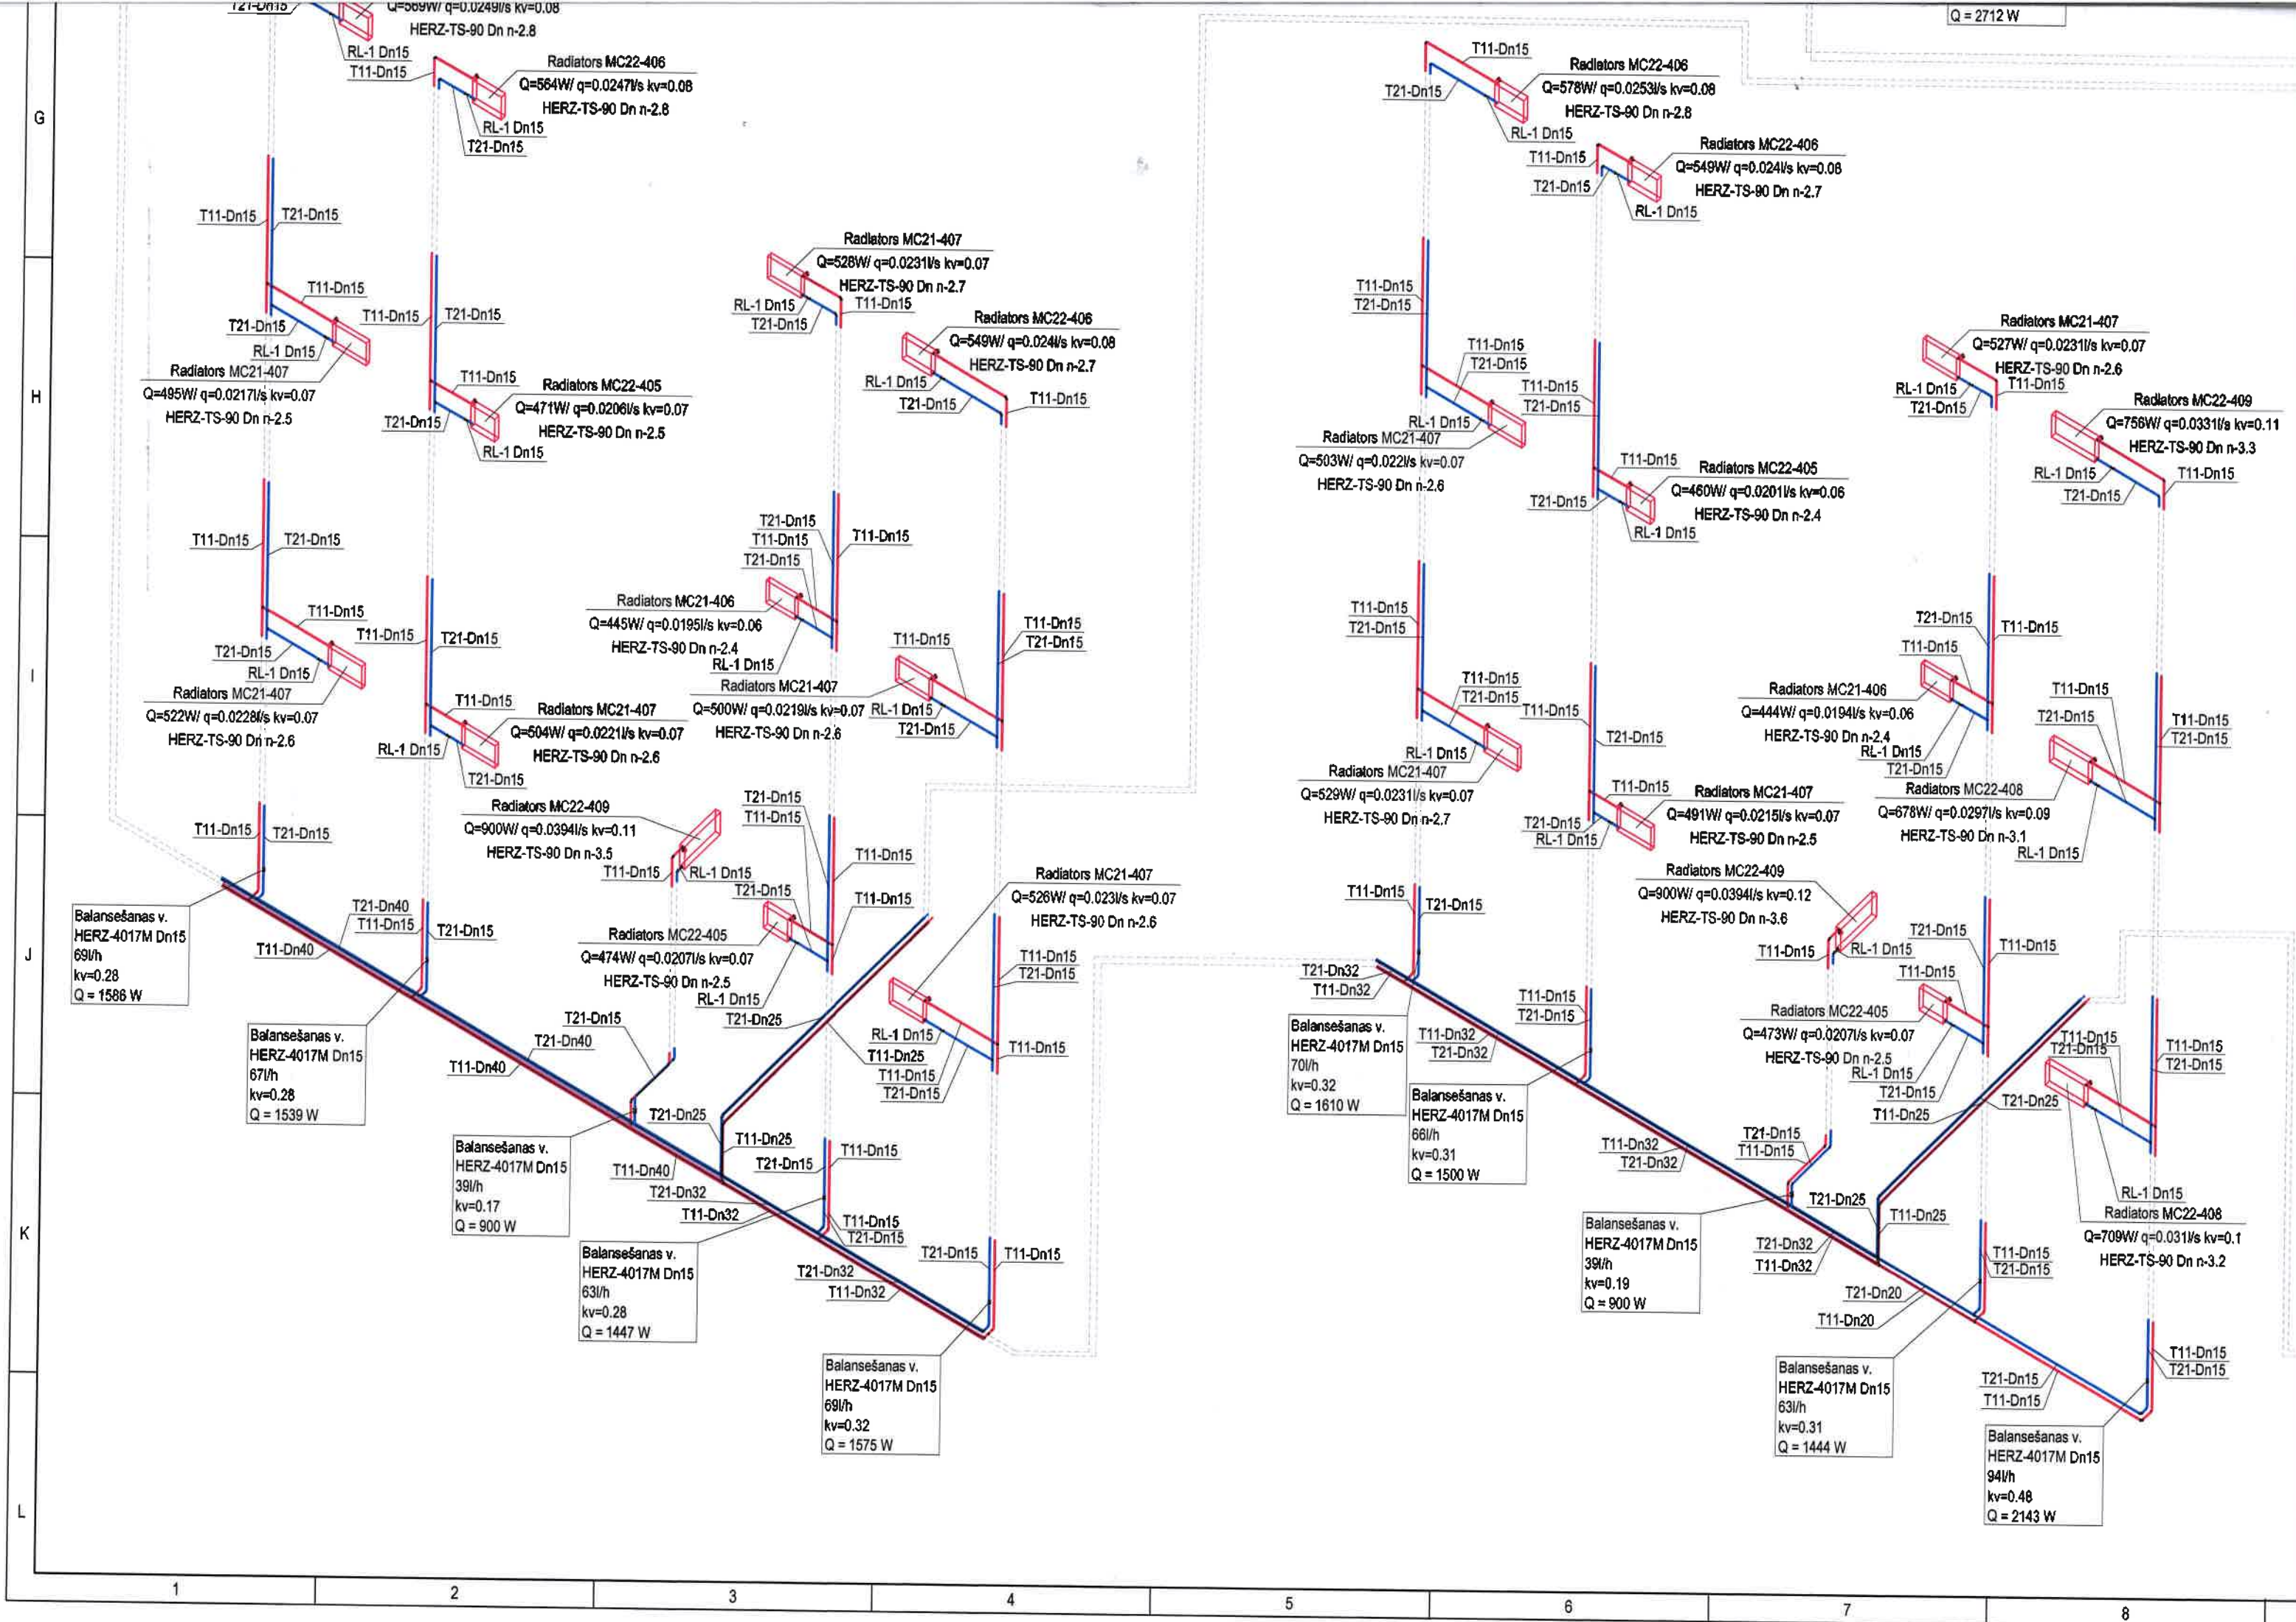 T21-Dn15
Q=569W/ q=0.0249l/s kv=0.08
HERZ-TS-90 Dn n-2.8
RL-1 Dn15
T11-Dn15
Radiators MC22-406
Q=564W/ q=0.0247l/s kv=0.08
HERZ-TS-90 Dn n-2.8
RL-1 Dn15
T21-Dn15
T11-Dn15
T21-Dn15
Radiators MC22-406
Q=578W/ q=0.0253l/s kv=0.08
HERZ-TS-90 Dn n-2.8
RL-1 Dn15
T11-Dn15
T21-Dn15
Radiators MC22-406
Q=549W/ q=0.024l/s kv=0.08
HERZ-TS-90 Dn n-2.7
RL-1 Dn15
Q = 2712 W
G
T11-Dn15
T21-Dn15
T11-Dn15
T21-Dn15
RL-1 Dn15
Radiators MC21-407
Q=495W/ q=0.0217l/s kv=0.07
HERZ-TS-90 Dn n-2.5
T11-Dn15
T21-Dn15
T11-Dn15
T21-Dn15
Radiators MC22-405
Q=471W/ q=0.0206l/s kv=0.07
HERZ-TS-90 Dn n-2.5
RL-1 Dn15
Radiators MC21-407
Q=528W/ q=0.0231l/s kv=0.07
HERZ-TS-90 Dn n-2.7
RL-1 Dn15
T11-Dn15
T21-Dn15
Radiators MC22-406
Q=549W/ q=0.024l/s kv=0.08
HERZ-TS-90 Dn n-2.7
RL-1 Dn15
T21-Dn15
T11-Dn15
T11-Dn15
T21-Dn15
T11-Dn15
T21-Dn15
RL-1 Dn15
Radiators MC21-407
Q=503W/ q=0.022l/s kv=0.07
HERZ-TS-90 Dn n-2.6
T11-Dn15
T21-Dn15
T11-Dn15
T21-Dn15
Radiators MC22-405
Q=460W/ q=0.0201l/s kv=0.06
HERZ-TS-90 Dn n-2.4
RL-1 Dn15
Radiators MC21-407
Q=527W/ q=0.0231l/s kv=0.07
HERZ-TS-90 Dn n-2.6
RL-1 Dn15
T11-Dn15
T21-Dn15
Radiators MC22-409
Q=756W/ q=0.0331l/s kv=0.11
HERZ-TS-90 Dn n-3.3
RL-1 Dn15
T11-Dn15
T21-Dn15
H
T11-Dn15
T21-Dn15
T11-Dn15
T21-Dn15
RL-1 Dn15
Radiators MC21-407
Q=522W/ q=0.0228l/s kv=0.07
HERZ-TS-90 Dn n-2.6
T11-Dn15
T21-Dn15
T11-Dn15
Radiators MC21-407
Q=504W/ q=0.0221l/s kv=0.07
HERZ-TS-90 Dn n-2.6
RL-1 Dn15
T21-Dn15
T21-Dn15
T11-Dn15
T21-Dn15
T11-Dn15
Radiators MC21-406
Q=445W/ q=0.0195l/s kv=0.06
HERZ-TS-90 Dn n-2.4
RL-1 Dn15
Radiators MC21-407
Q=500W/ q=0.0219l/s kv=0.07
HERZ-TS-90 Dn n-2.6
T11-Dn15
RL-1 Dn15
T21-Dn15
T11-Dn15
T21-Dn15
T11-Dn15
T21-Dn15
T11-Dn15
T21-Dn15
RL-1 Dn15
Radiators MC21-407
Q=529W/ q=0.0231l/s kv=0.07
HERZ-TS-90 Dn n-2.7
T11-Dn15
T21-Dn15
T11-Dn15
Radiators MC21-407
Q=491W/ q=0.0215l/s kv=0.07
HERZ-TS-90 Dn n-2.5
T21-Dn15
RL-1 Dn15
T21-Dn15
T11-Dn15
T11-Dn15
Radiators MC21-406
Q=444W/ q=0.0194l/s kv=0.06
HERZ-TS-90 Dn n-2.4
RL-1 Dn15
T21-Dn15
Radiators MC22-408
Q=678W/ q=0.0297l/s kv=0.09
HERZ-TS-90 Dn n-3.1
T11-Dn15
T21-Dn15
T11-Dn15
T21-Dn15
RL-1 Dn15
I
T11-Dn15
T21-Dn15
Balansešanas v.
HERZ-4017M Dn15
69l/h
kv=0.28
Q = 1586 W
T11-Dn40
T21-Dn40
T11-Dn15
T21-Dn15
Balansešanas v.
HERZ-4017M Dn15
67l/h
kv=0.28
Q = 1539 W
Radiators MC22-409
Q=900W/ q=0.0394l/s kv=0.11
HERZ-TS-90 Dn n-3.5
T11-Dn15
RL-1 Dn15
T21-Dn15
T11-Dn15
T11-Dn15
T21-Dn15
T11-Dn15
Radiators MC22-405
Q=474W/ q=0.0207l/s kv=0.07
HERZ-TS-90 Dn n-2.5
RL-1 Dn15
T21-Dn25
T11-Dn25
Radiators MC21-407
Q=526W/ q=0.023l/s kv=0.07
HERZ-TS-90 Dn n-2.6
T11-Dn15
T21-Dn15
RL-1 Dn15
T11-Dn15
T21-Dn15
T11-Dn15
T21-Dn15
T21-Dn40
T11-Dn40
J
T11-Dn15
T21-Dn15
T21-Dn32
T11-Dn32
Balansešanas v.
HERZ-4017M Dn15
70l/h
kv=0.32
Q = 1610 W
T11-Dn15
T21-Dn15
T11-Dn32
T21-Dn32
Balansešanas v.
HERZ-4017M Dn15
66l/h
kv=0.31
Q = 1500 W
Radiators MC22-409
Q=900W/ q=0.0394l/s kv=0.12
HERZ-TS-90 Dn n-3.6
T11-Dn15
RL-1 Dn15
T21-Dn15
T11-Dn15
T11-Dn15
Radiators MC22-405
Q=473W/ q=0.0207l/s kv=0.07
HERZ-TS-90 Dn n-2.5
RL-1 Dn15
T21-Dn15
T11-Dn25
T21-Dn25
T11-Dn15
T21-Dn15
T11-Dn15
T21-Dn15
RL-1 Dn15
Radiators MC22-408
Q=709W/ q=0.031l/s kv=0.1
HERZ-TS-90 Dn n-3.2
K
Balansešanas v.
HERZ-4017M Dn15
39l/h
kv=0.17
Q = 900 W
T21-Dn25
T11-Dn25
T11-Dn40
T21-Dn32
T11-Dn32
T21-Dn15
T11-Dn15
T11-Dn15
T21-Dn15
Balansešanas v.
HERZ-4017M Dn15
63l/h
kv=0.28
Q = 1447 W
T21-Dn32
T11-Dn32
T21-Dn15
T11-Dn15
Balansešanas v.
HERZ-4017M Dn15
69l/h
kv=0.32
Q = 1575 W
T11-Dn32
T21-Dn32
T21-Dn15
T11-Dn15
Balansešanas v.
HERZ-4017M Dn15
39l/h
kv=0.19
Q = 900 W
T21-Dn25
T11-Dn25
T21-Dn32
T11-Dn32
T21-Dn20
T11-Dn20
T11-Dn15
T21-Dn15
Balansešanas v.
HERZ-4017M Dn15
63l/h
kv=0.31
Q = 1444 W
T21-Dn15
T11-Dn15
T11-Dn15
T21-Dn15
Balansešanas v.
HERZ-4017M Dn15
94l/h
kv=0.48
Q = 2143 W
L
1
2
3
4
5
6
7
8